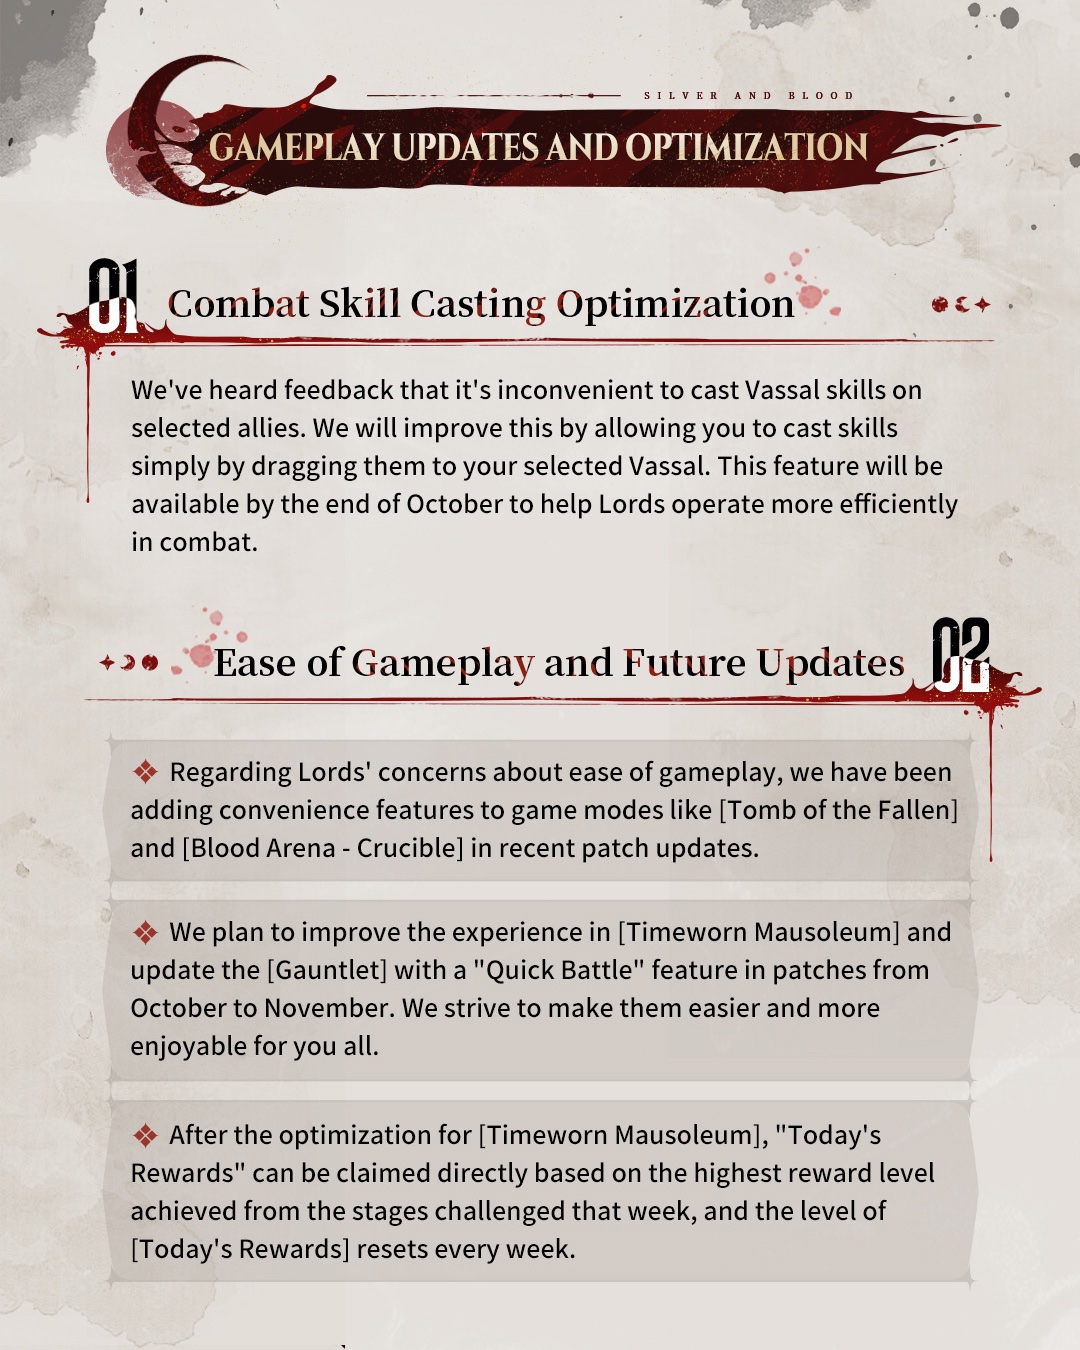 SILVER AND BLOOD
GAMEPLAY UPDATES AND OPTIMIZATION
01
Combat Skill Casting Optimization
We've heard feedback that it's inconvenient to cast Vassal skills on
selected allies. We will improve this by allowing you to cast skills
simply by dragging them to your selected Vassal. This feature will be
available by the end of October to help Lords operate more efficiently
in combat.
Ease of Gameplay and Future Updates
02
Regarding Lords' concerns about ease of gameplay, we have been
adding convenience features to game modes like [Tomb of the Fallen]
and [Blood Arena - Crucible] in recent patch updates.
We plan to improve the experience in [Timeworn Mausoleum] and
update the [Gauntlet] with a "Quick Battle" feature in patches from
October to November. We strive to make them easier and more
enjoyable for you all.
After the optimization for [Timeworn Mausoleum], "Today's
Rewards" can be claimed directly based on the highest reward level
achieved from the stages challenged that week, and the level of
[Today's Rewards] resets every week.